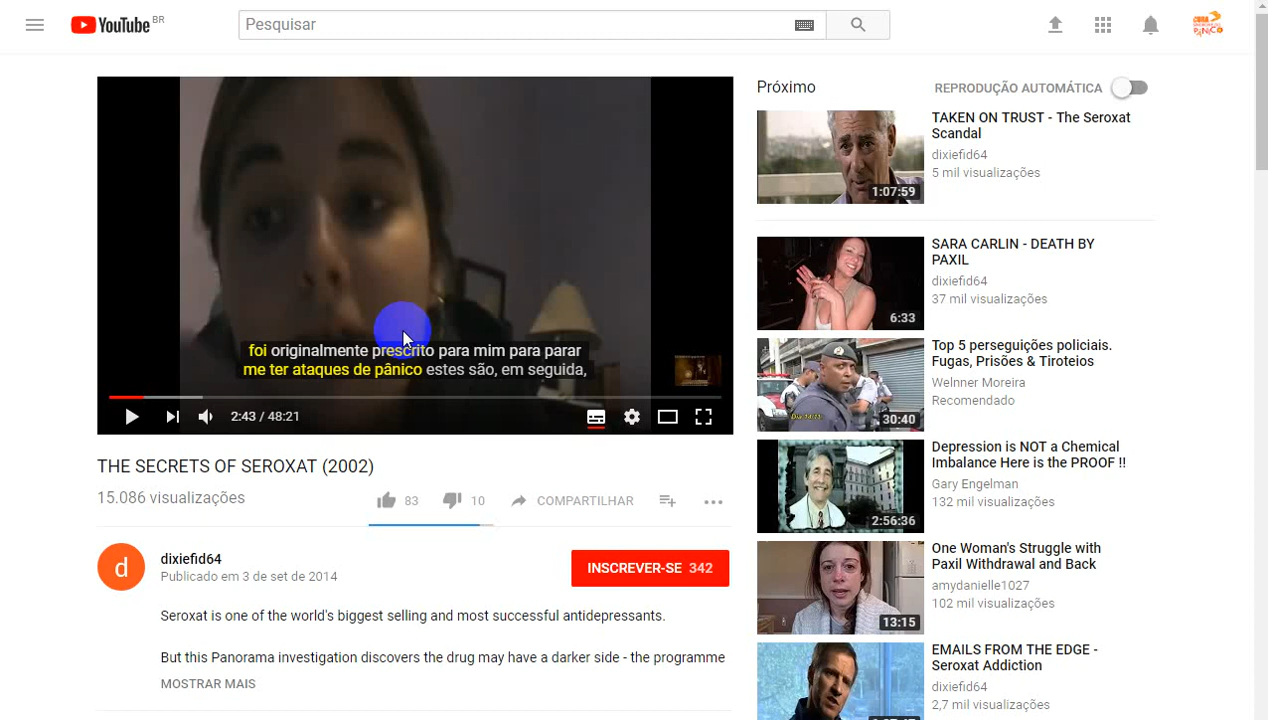 YouTube BR
Pesquisar
foi originalmente prescrito para mim para parar
me ter ataques de pânico estes são, em seguida,
2:43 / 48:21
THE SECRETS OF SEROXAT (2002)
15.086 visualizações
83
10
COMPARTILHAR
d
dixiefid64
Publicado em 3 de set de 2014
INSCREVER-SE 342
Seroxat is one of the world's biggest selling and most successful antidepressants.
But this Panorama investigation discovers the drug may have a darker side - the programme
MOSTRAR MAIS
Próximo
REPRODUÇÃO AUTOMÁTICA
TAKEN ON TRUST - The Seroxat
Scandal
dixiefid64
5 mil visualizações
1:07:59
SARA CARLIN - DEATH BY
PAXIL
dixiefid64
37 mil visualizações
6:33
Top 5 perseguições policiais.
Fugas, Prisões & Tiroteios
Welnner Moreira
Recomendado
30:40
Depression is NOT a Chemical
Imbalance Here is the PROOF !!
Gary Engelman
132 mil visualizações
2:56:36
One Woman's Struggle with
Paxil Withdrawal and Back
amydanielle1027
102 mil visualizações
13:15
EMAILS FROM THE EDGE -
Seroxat Addiction
dixiefid64
2,7 mil visualizações